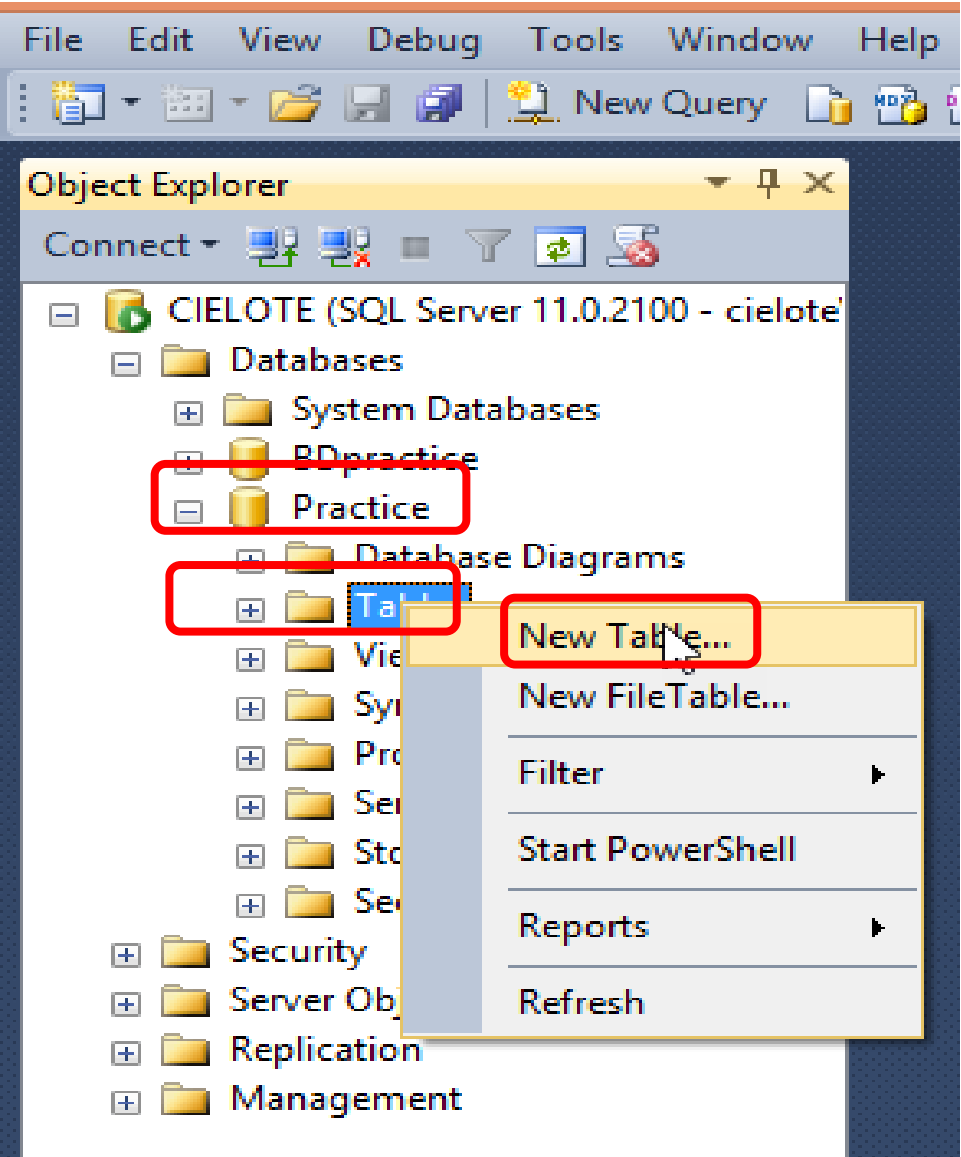 File Edit View Debug Tools Window Help
New Query
Object Explorer
Connect
CIELOTE (SQL Server 11.0.2100 - cielote
Databases
System Databases
BDpractice
Practice
Database Diagrams
New Table...
New FileTable...
Filter
Start PowerShell
Reports
Refresh
Security
Server
Replication
Management